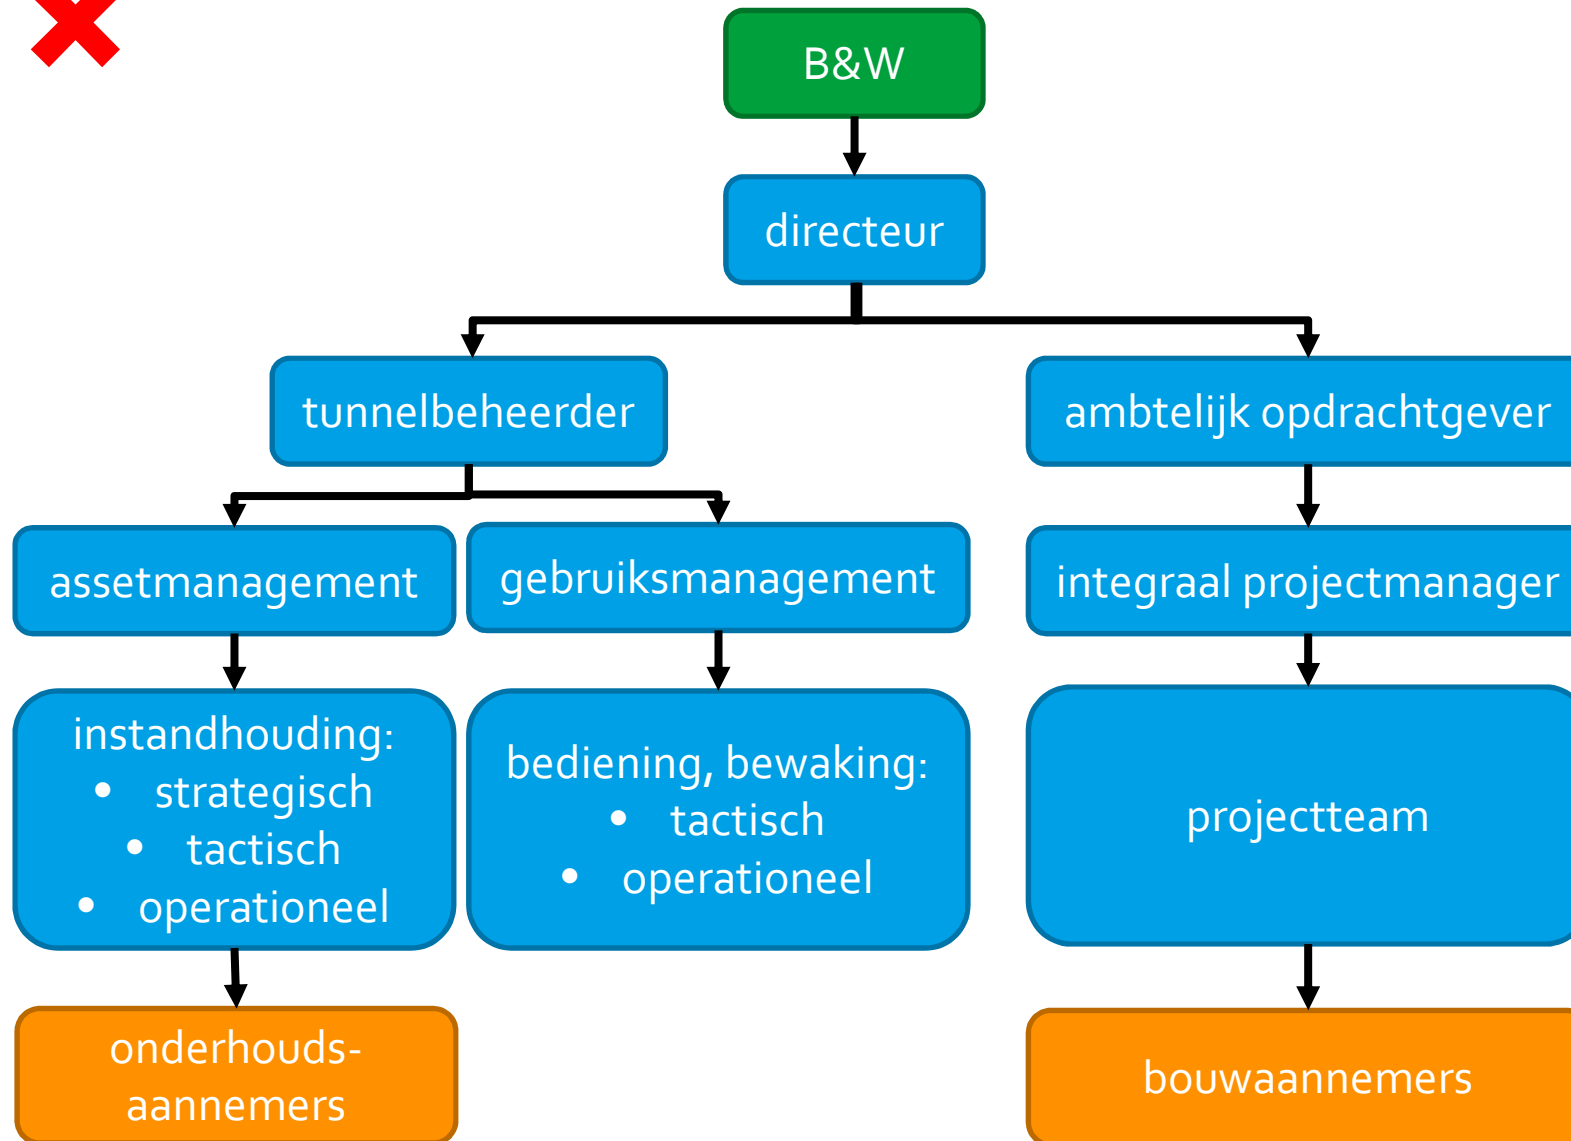 B&W
directeur
tunnelbeheerder
ambtelijk opdrachtgever
assetmanagement
gebruiksmanagement
integraal projectmanager
instandhouding:
• strategisch
• tactisch
• operationeel
bediening, bewaking:
• tactisch
• operationeel
projectteam
onderhouds-
aannemers
bouwaannemers